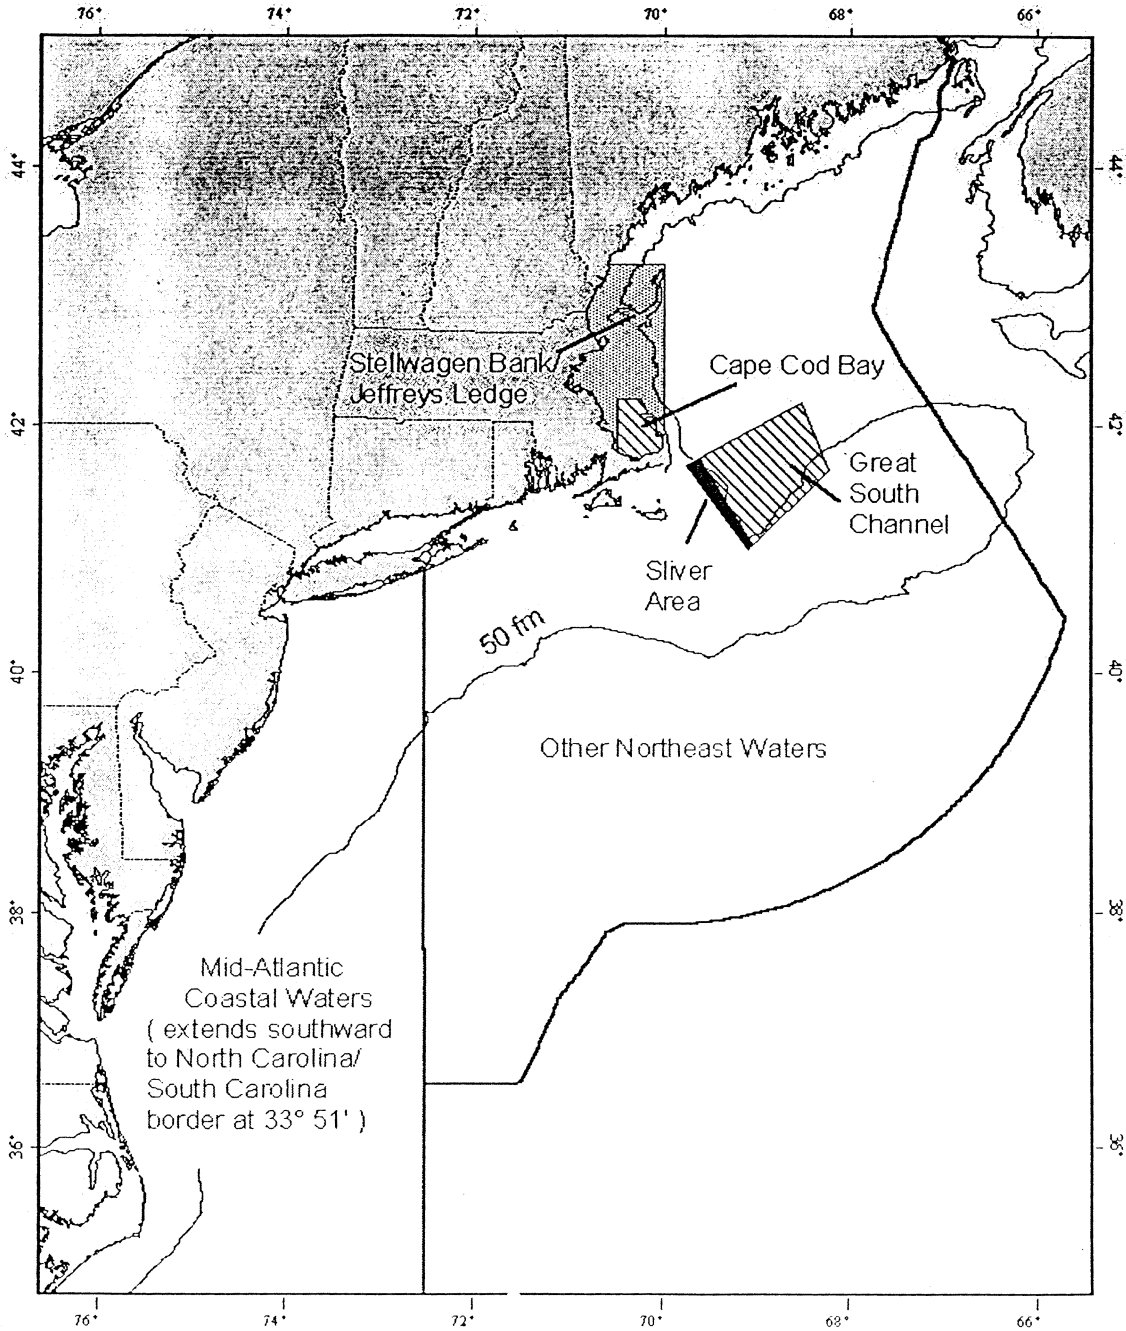 76° 74° 72° 70° 68° 66°
44° 44°
Stellwagen Bank/
Jeffreys Ledge
Cape Cod Bay
42° 42°
Great
South
Channel
Sliver
Area
50 fm
40° 40°
Other Northeast Waters
38° 38°
Mid-Atlantic
Coastal Waters
( extends southward
to North Carolina/
South Carolina
border at 33° 51' )
36° 36°
76° 74° 72° 70° 68° 66°